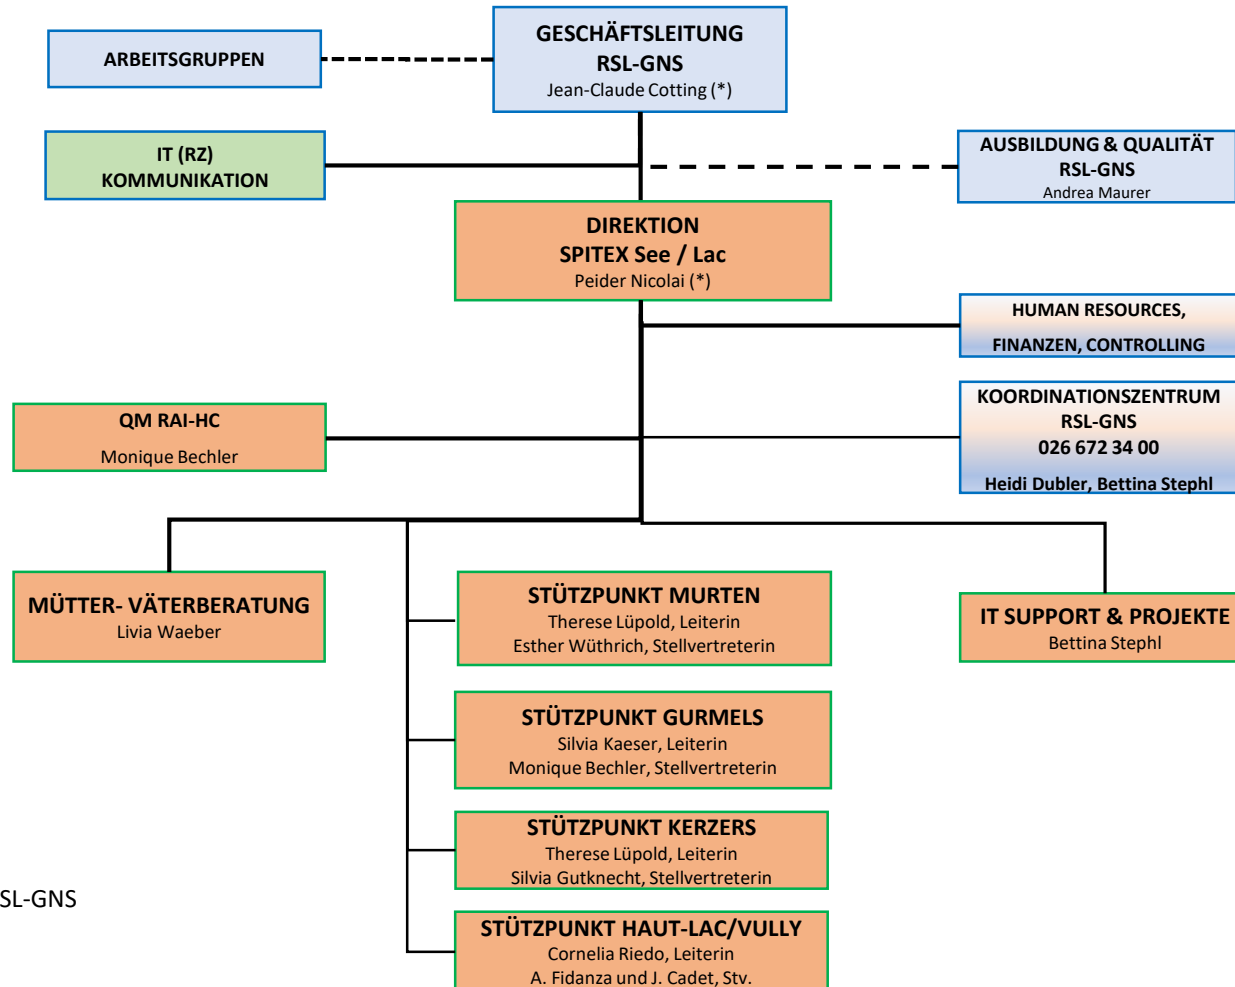 GESCHÄFTSLEITUNG
RSL-GNS
Jean-Claude Cotting (*)
ARBEITSGRUPPEN
IT (RZ)
KOMMUNIKATION
AUSBILDUNG & QUALITÄT
RSL-GNS
Andrea Maurer
DIREKTION
SPITEX See / Lac
Peider Nicolai (*)
HUMAN RESOURCES,
FINANZEN, CONTROLLING
QM RAI-HC
Monique Bechler
KOORDINATIONSZENTRUM
RSL-GNS
026 672 34 00
Heidi Dubler, Bettina Stephl
MÜTTER- VÄTERBERATUNG
Livia Waeber
STÜTZPUNKT MURTEN
Therese Lüpold, Leiterin
Esther Wüthrich, Stellvertreterin
IT SUPPORT & PROJEKTE
Bettina Stephl
STÜTZPUNKT GURMELS
Silvia Kaeser, Leiterin
Monique Bechler, Stellvertreterin
STÜTZPUNKT KERZERS
Therese Lüpold, Leiterin
Silvia Gutknecht, Stellvertreterin
SL-GNS
STÜTZPUNKT HAUT-LAC/VULLY
Cornelia Riedo, Leiterin
A. Fidanza und J. Cadet, Stv.